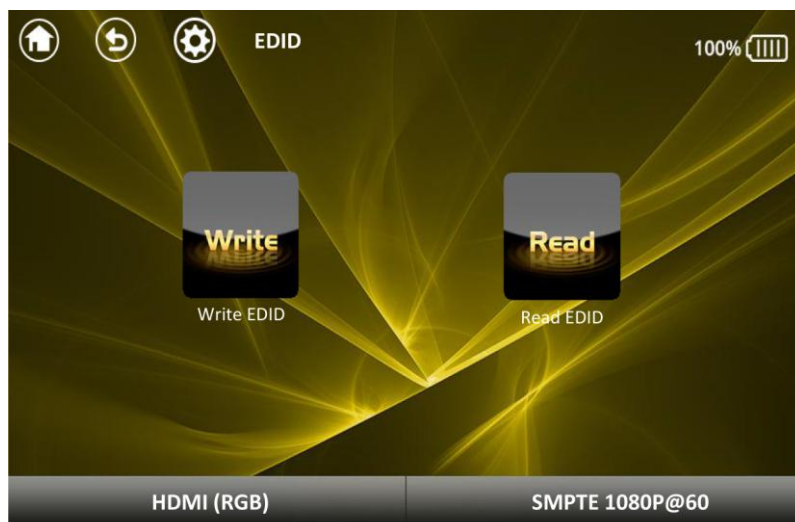 EDID
100%
Write
Read
Write EDID
Read EDID
HDMI (RGB)
SMPTE 1080P@60